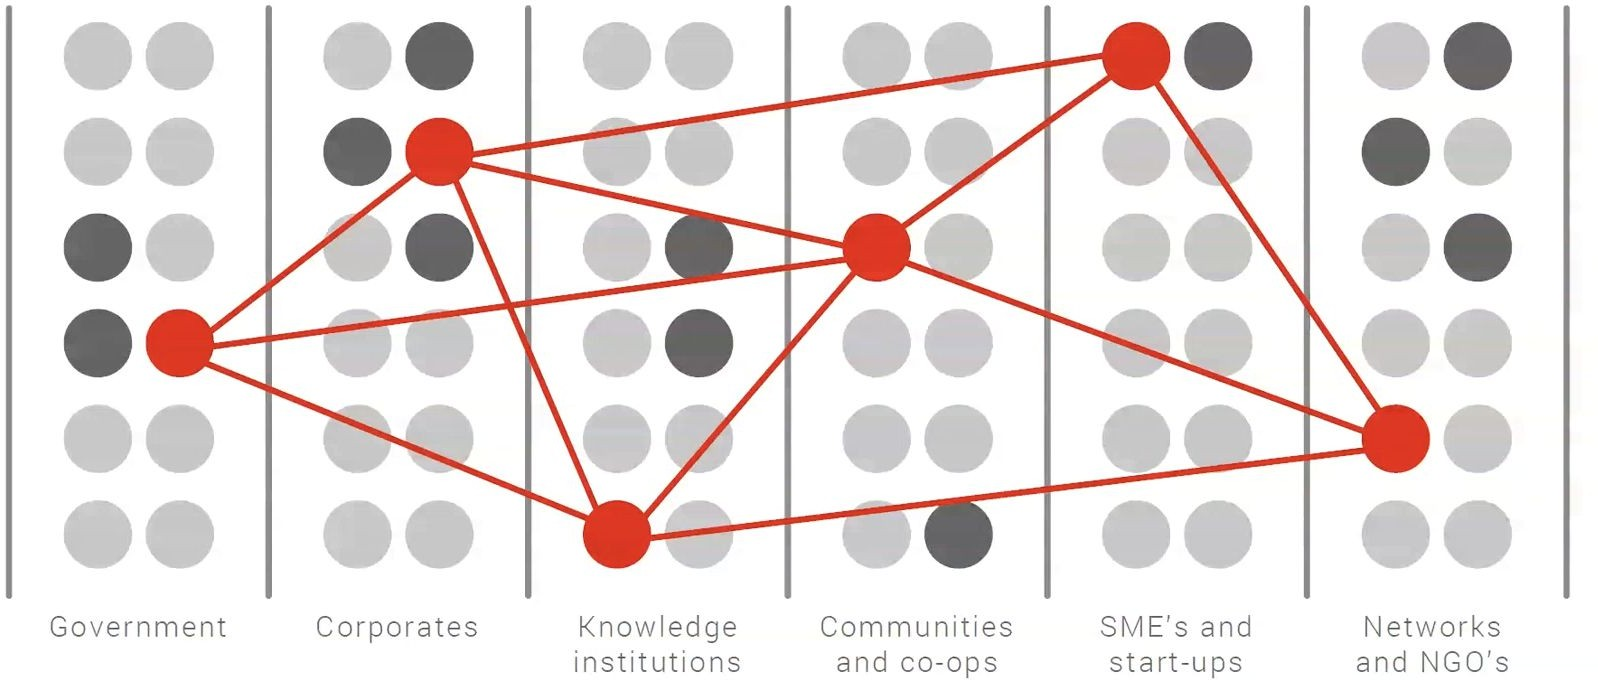 Government
Corporates
Knowledge
institutions
Communities
and co-ops
SME's and
start-ups
Networks
and NGO's